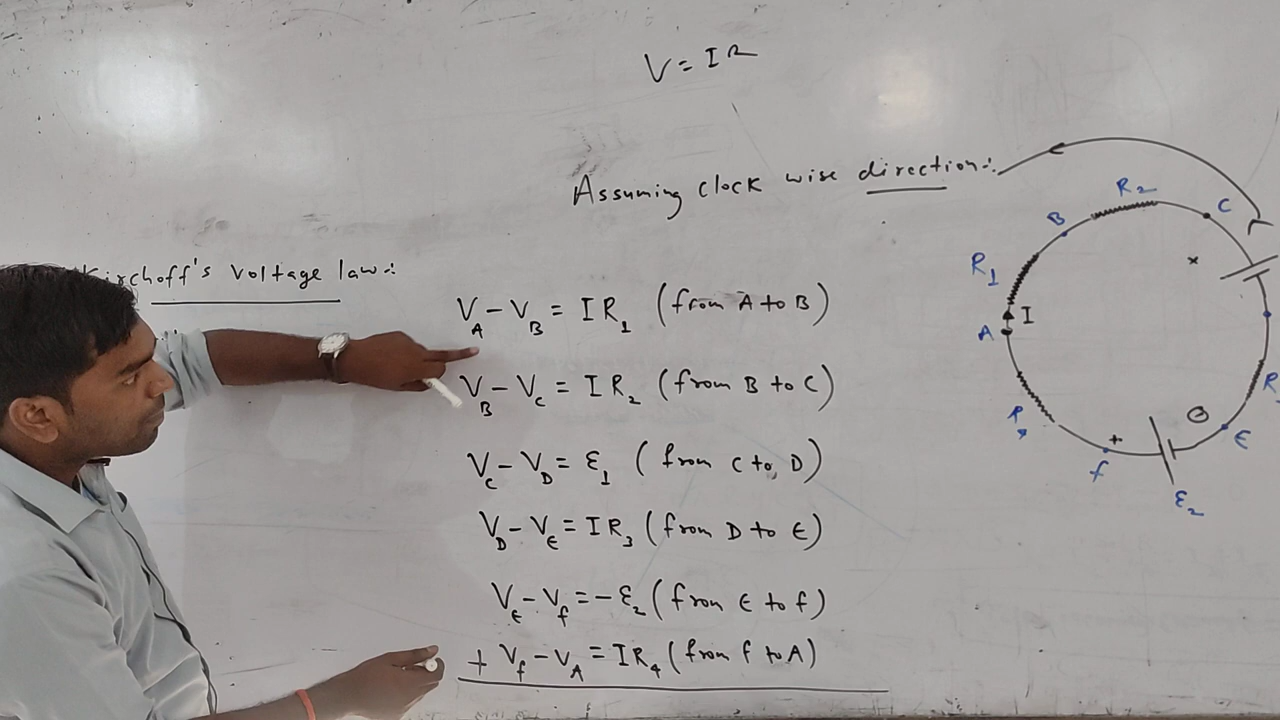 V = IR
Assuming clock wise direction:
Kirchoff's Voltage law:
V_A - V_B = IR_1 (from A to B)
V_B - V_C = IR_2 (from B to C)
V_C - V_D = ε_1 (from C to D)
V_D - V_E = IR_3 (from D to E)
V_E - V_f = -ε_2 (from E to f)
+ V_f - V_A = IR_4 (from f to A)
R_2
B
C
R_1
I
A
R_4
+
f
E
ε_2